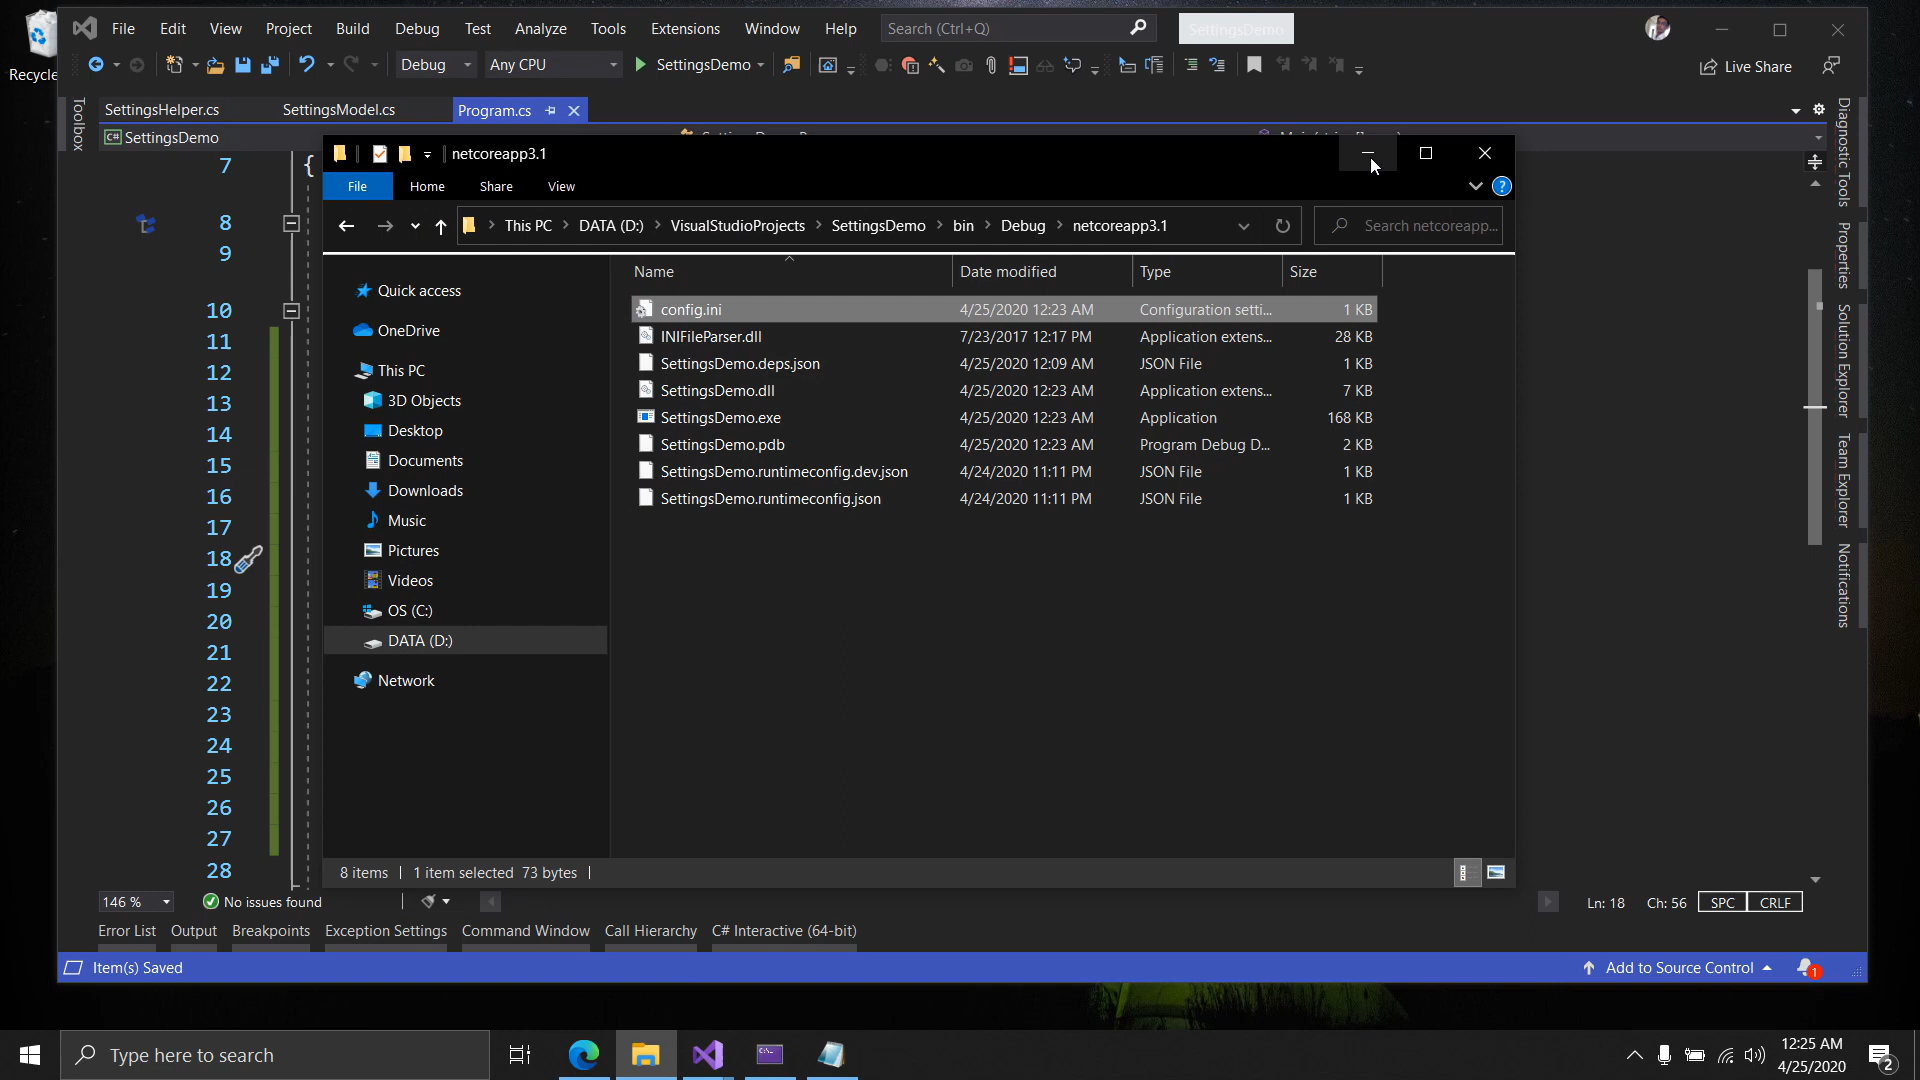 Recycle
File Edit View Project Build Debug Test Tools Analyze Extensions Window Help Search (Ctrl+Q) SettingsDemo
Debug Any CPU SettingsDemo Live Share
SettingsHelper.cs SettingsModel.cs Program.cs
C# SettingsDemo
Toolbox
Diagnostic Tools
Properties
Solution Explorer
Team Explorer
Notifications
netcoreapp3.1
File Home Share View ?
This PC DATA (D:) VisualStudioProjects SettingsDemo bin Debug netcoreapp3.1 Search netcoreapp...
Name Date modified Type Size
config.ini 4/25/2020 12:23 AM Configuration setti... 1 KB
INIFileParser.dll 7/23/2017 12:17 PM Application extens... 28 KB
SettingsDemo.deps.json 4/25/2020 12:09 AM JSON File 1 KB
SettingsDemo.dll 4/25/2020 12:23 AM Application extens... 7 KB
SettingsDemo.exe 4/25/2020 12:23 AM Application 168 KB
SettingsDemo.pdb 4/25/2020 12:23 AM Program Debug D... 2 KB
SettingsDemo.runtimeconfig.dev.json 4/24/2020 11:11 PM JSON File 1 KB
SettingsDemo.runtimeconfig.json 4/24/2020 11:11 PM JSON File 1 KB
Quick access
OneDrive
This PC
3D Objects
Desktop
Documents
Downloads
Music
Pictures
Videos
OS (C:)
DATA (D:)
Network
8 items 1 item selected 73 bytes
7 {
8
9
10
11
12
13
14
15
16
17
18
19
20
21
22
23
24
25
26
27
28
146 % No issues found Ln: 18 Ch: 56 SPC CRLF
Error List Output Breakpoints Exception Settings Command Window Call Hierarchy C# Interactive (64-bit)
Item(s) Saved Add to Source Control 1
Type here to search
12:25 AM
4/25/2020
2